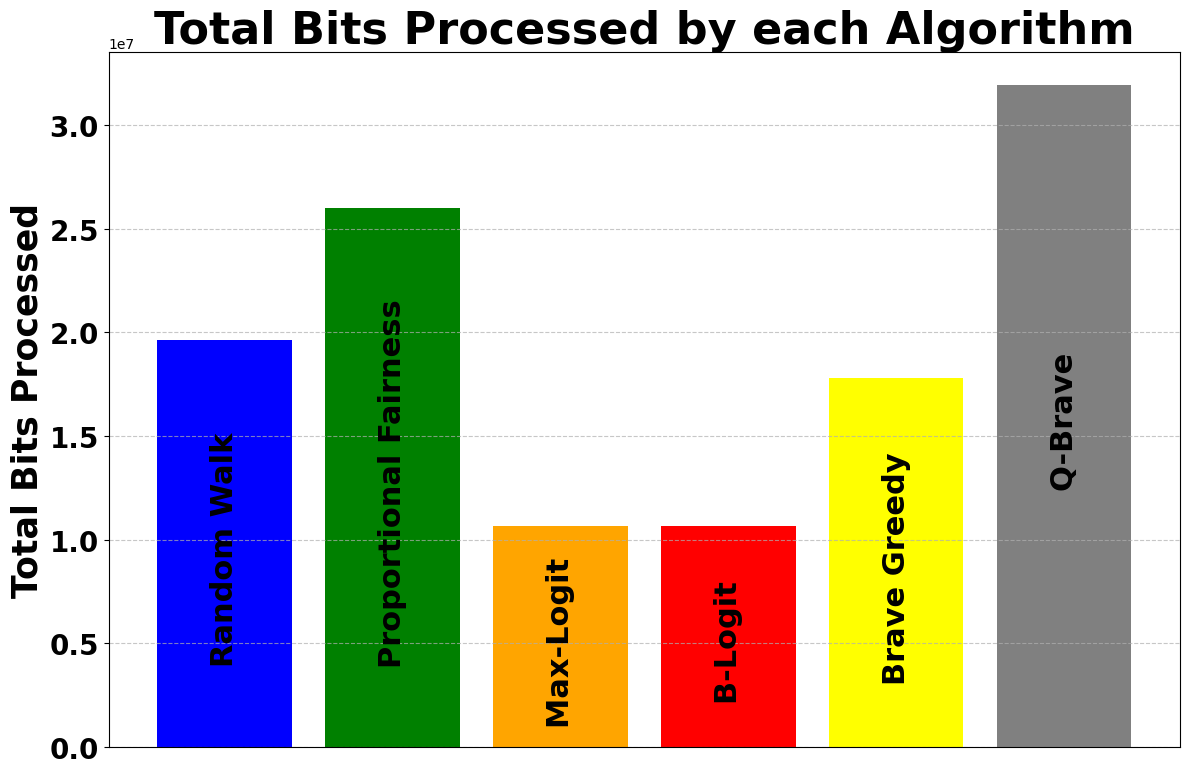 Total Bits Processed by each Algorithm
1e7
Total Bits Processed
3.0
2.5
2.0
1.5
1.0
0.5
0.0
Random Walk
Proportional Fairness
Max-Logit
B-Logit
Brave Greedy
Q-Brave